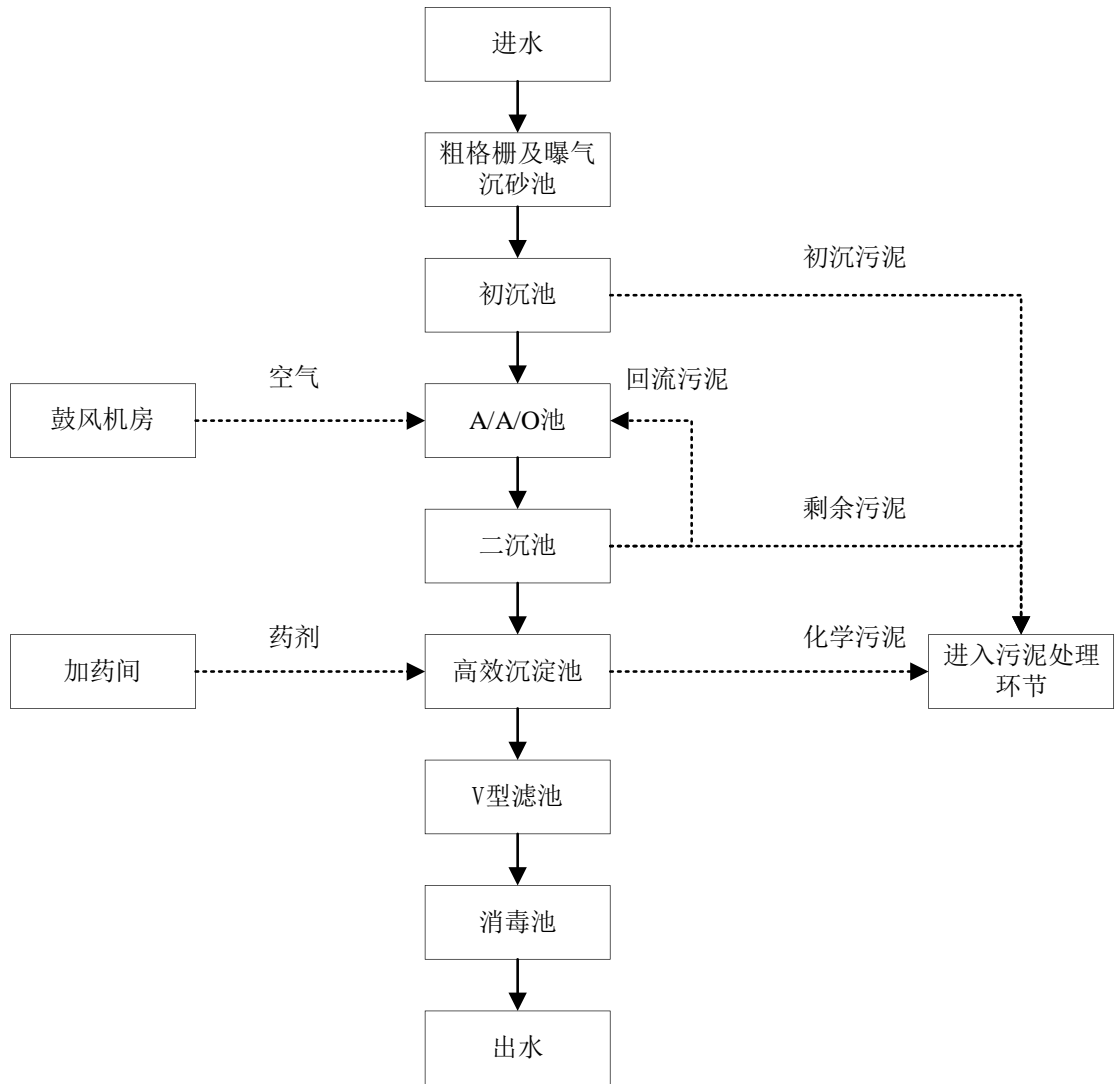 进水
粗格栅及曝气
沉砂池
初沉污泥
初沉池
空气
回流污泥
鼓风机房
A/A/O池
剩余污泥
二沉池
药剂
化学污泥
加药间
高效沉淀池
进入污泥处理
环节
V型滤池
消毒池
出水